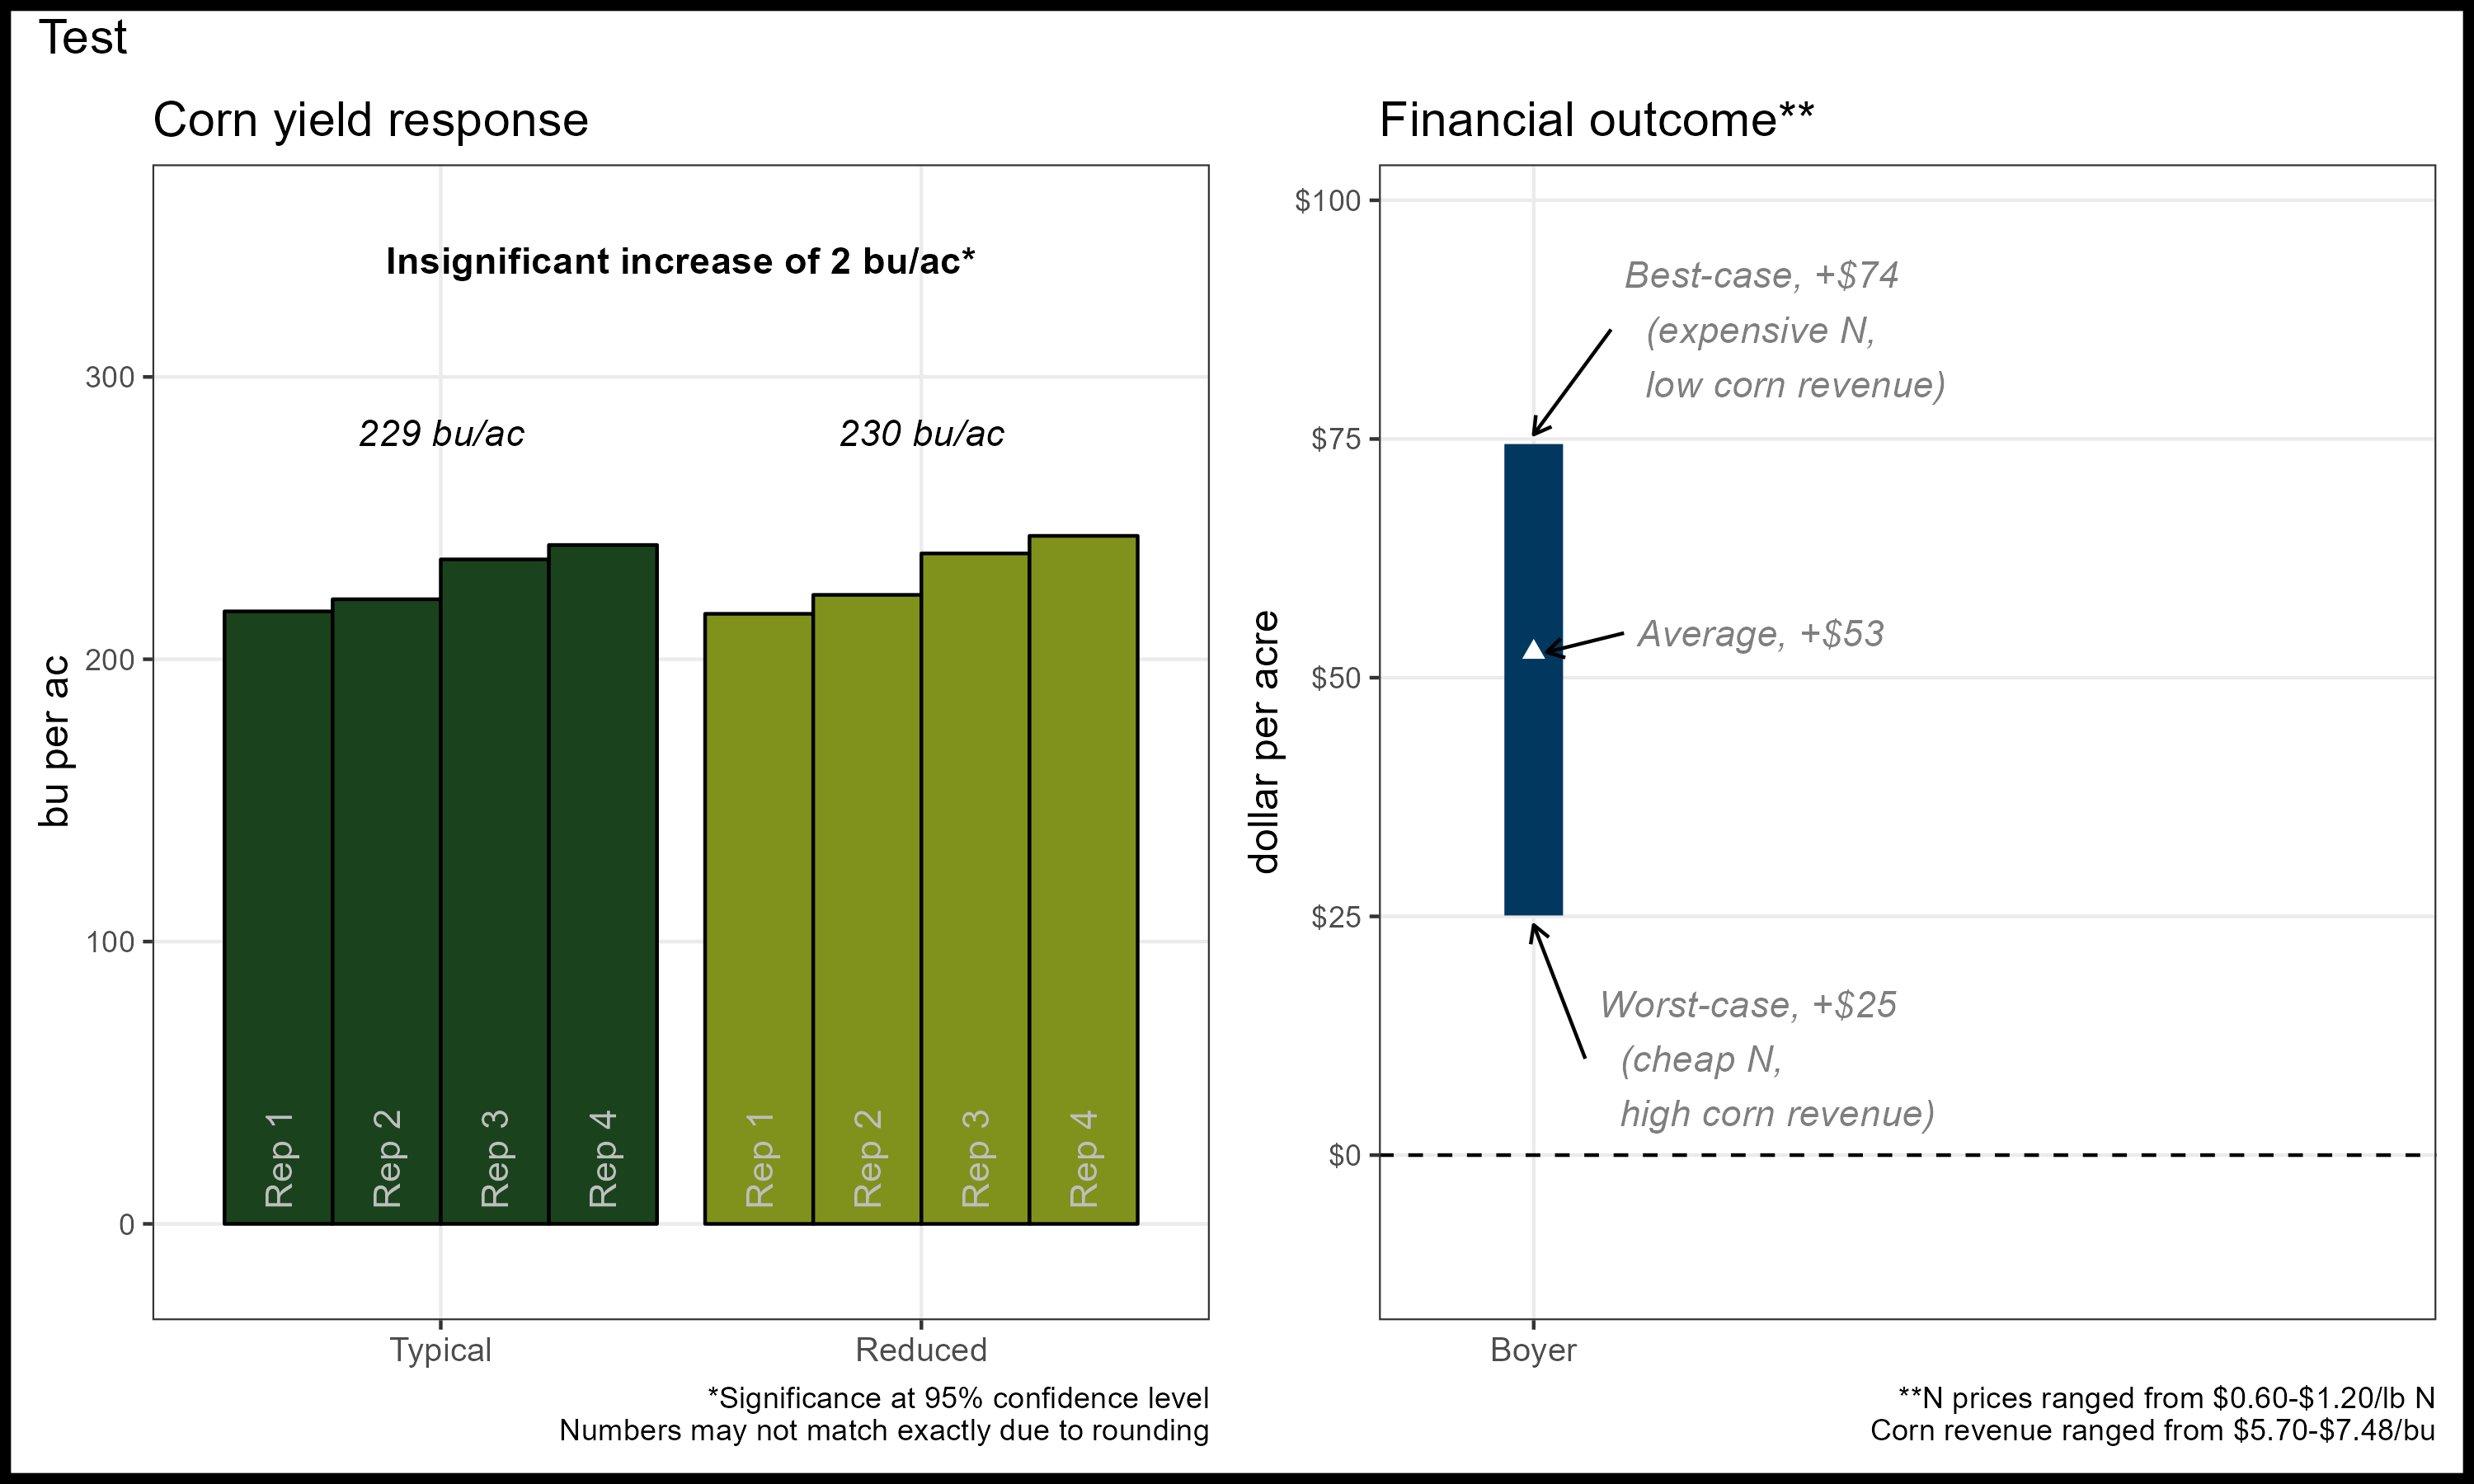 Test
Corn yield response
Insignificant increase of 2 bu/ac*
229 bu/ac
230 bu/ac
bu per ac
300
200
100
0
Rep 1
Rep 2
Rep 3
Rep 4
Rep 1
Rep 2
Rep 3
Rep 4
Typical
Reduced
*Significance at 95% confidence level
Numbers may not match exactly due to rounding
Financial outcome**
dollar per acre
$100
$75
$50
$25
$0
Best-case, +$74
(expensive N,
low corn revenue)
Average, +$53
Worst-case, +$25
(cheap N,
high corn revenue)
Boyer
**N prices ranged from $0.60-$1.20/lb N
Corn revenue ranged from $5.70-$7.48/bu